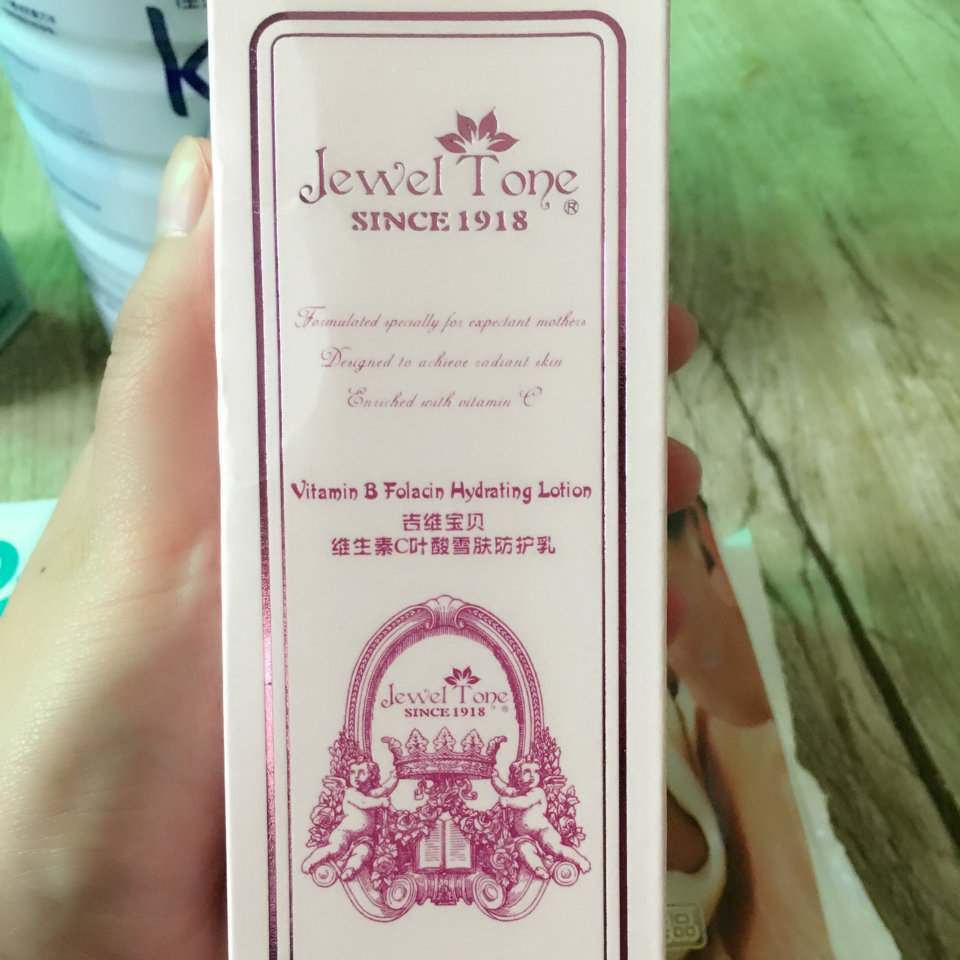 Jewel Tone®
SINCE 1918
Formulated specially for expectant mothers
Designed to achieve radiant skin
Enriched with vitamin C
Vitamin B Folacin Hydrating Lotion
吉维宝贝
维生素C叶酸雪肤防护乳
Jewel Tone®
SINCE 1918
k
品